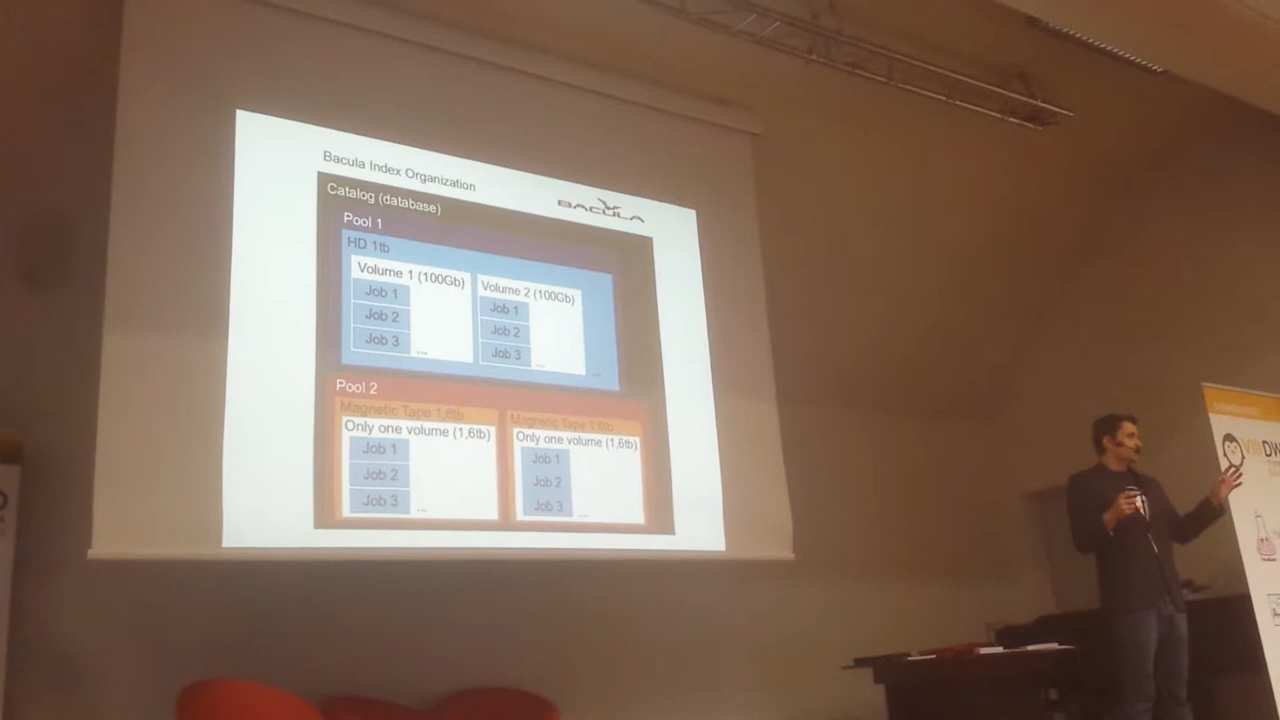 Bacula Index Organization
BACULA
Catalog (database)
Pool 1
HD 1tb
Volume 1 (100Gb)
Job 1
Job 2
Job 3
...
Volume 2 (100Gb)
Job 1
Job 2
Job 3
...
...
Pool 2
Magnetic Tape 1,6tb
Only one volume (1,6tb)
Job 1
Job 2
Job 3
...
Magnetic Tape 1,6tb
Only one volume (1,6tb)
Job 1
Job 2
Job 3
...
VIII DW